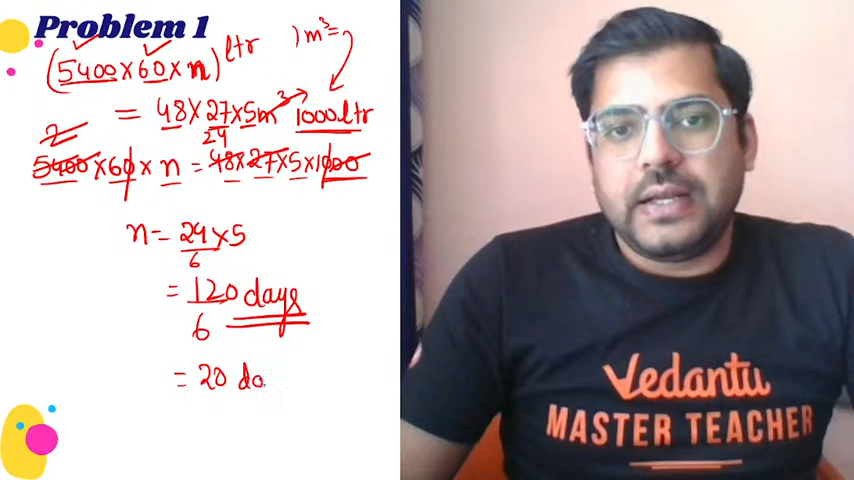 Problem 1
(5400 × 60 × n) ltr 1m³ =
= 48 × 27 × 5m³ 1000 ltr
2 24
5400 × 60 × n = 48 × 27 × 5 × 1000
n = 24 × 5
6
= 120 days
6
= 20 da
Vedantu
MASTER TEACHER